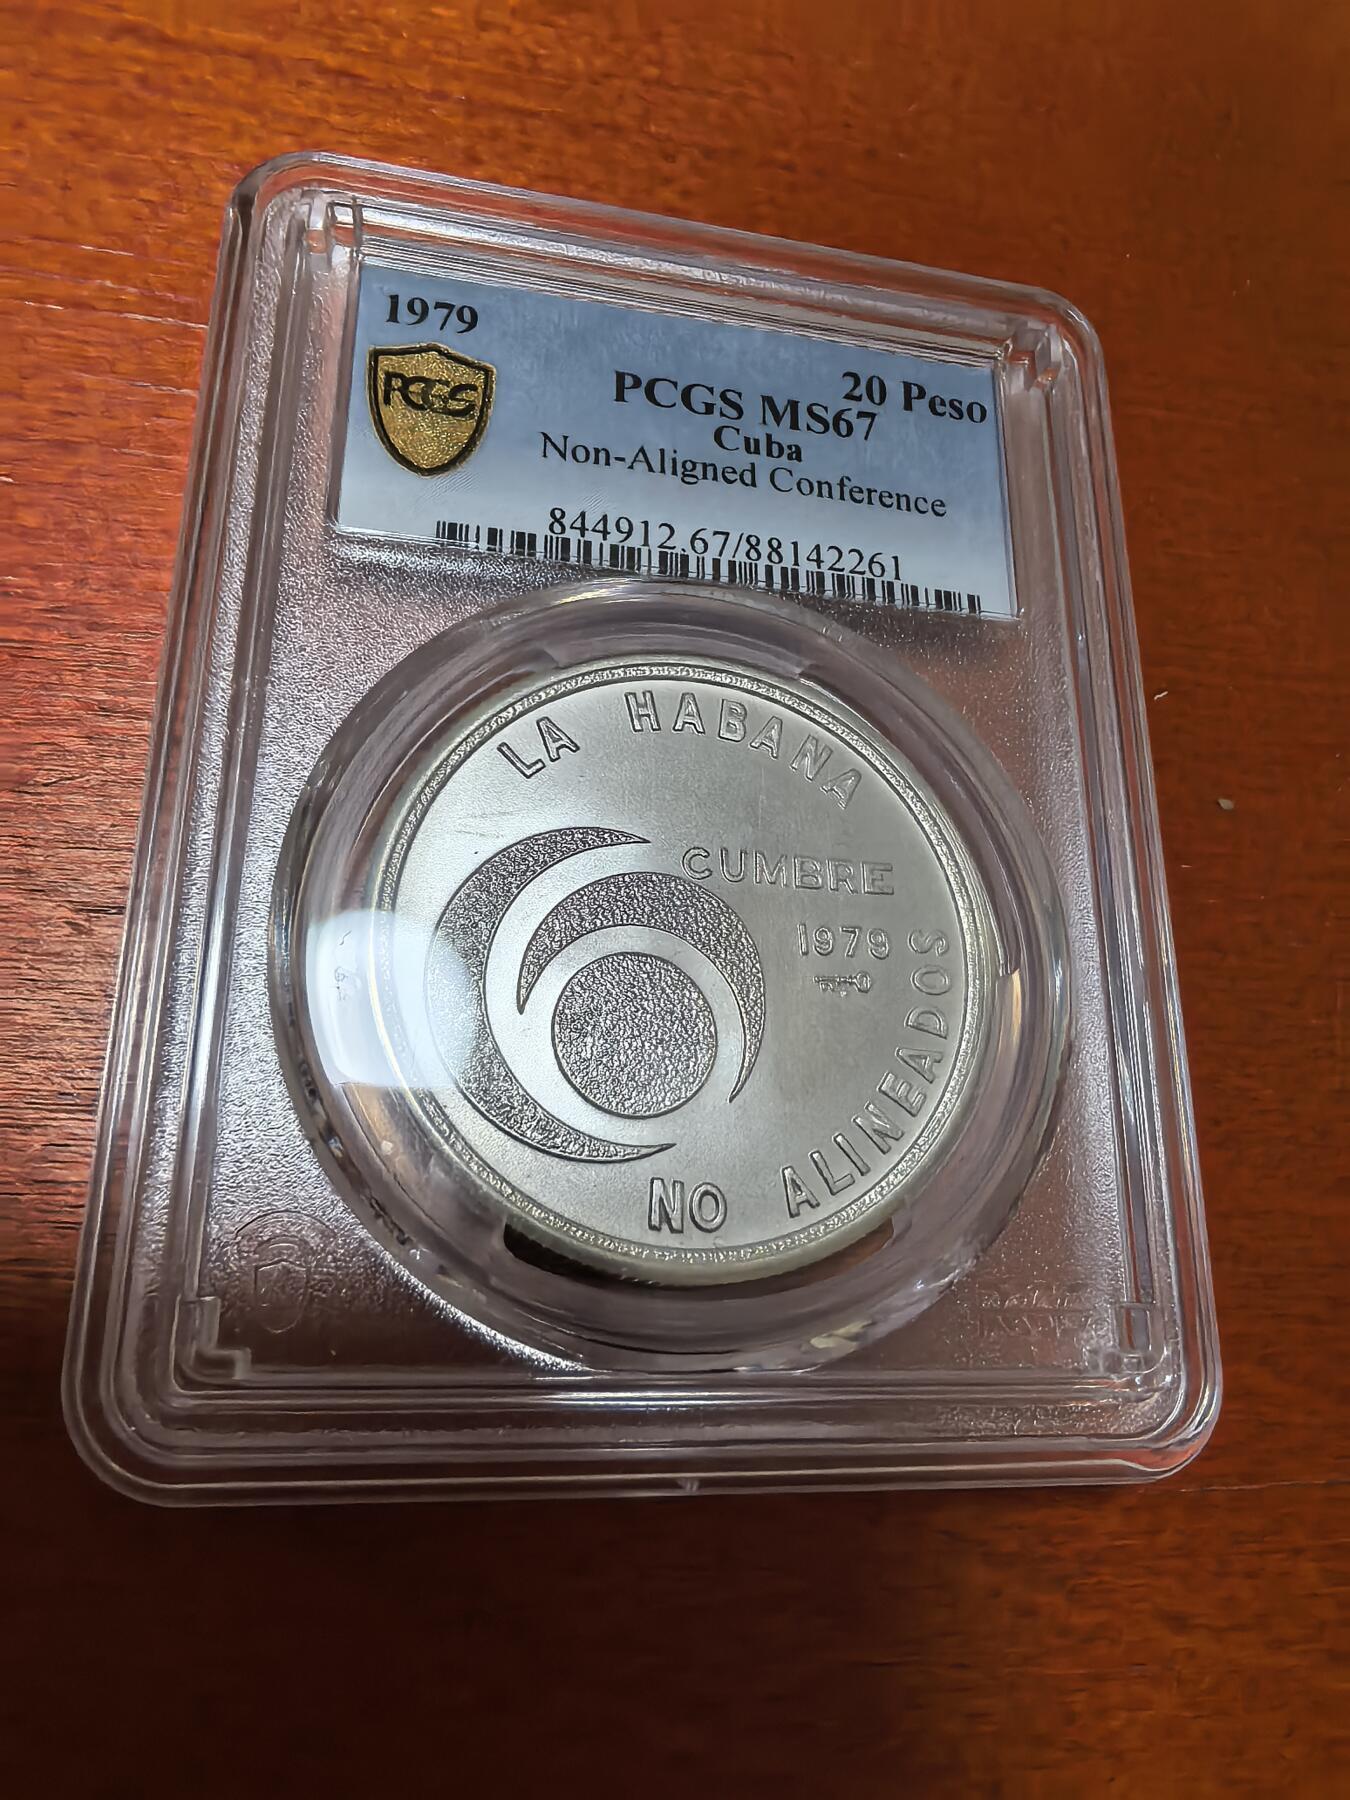 1979
20 Peso
PCGS
PCGS MS67
Cuba
Non-Aligned Conference
844912.67/88142261
LA HABANA
CUMBRE
1979
NO ALINEADOS